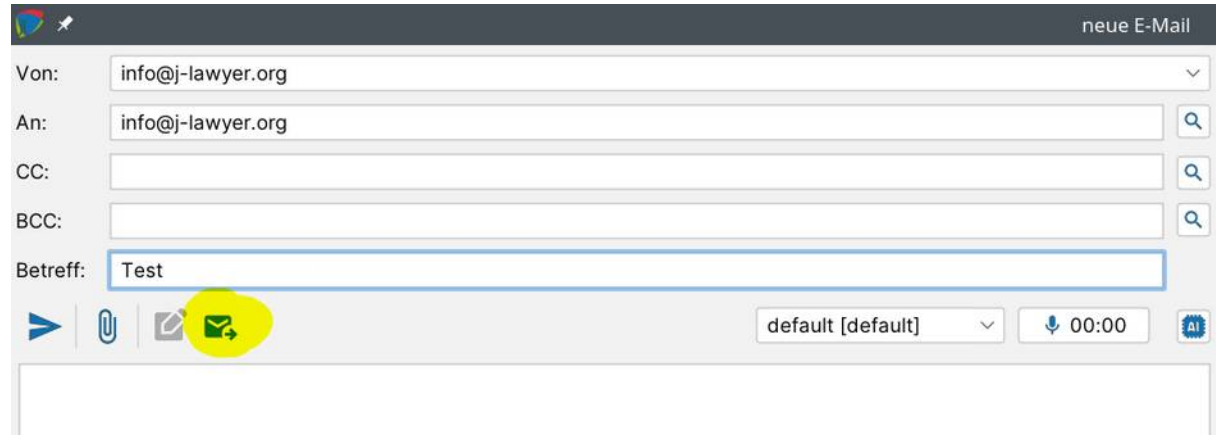 neue E-Mail
Von: info@j-lawyer.org
An: info@j-lawyer.org
CC:
BCC:
Betreff: Test
default [default] 00:00 AI